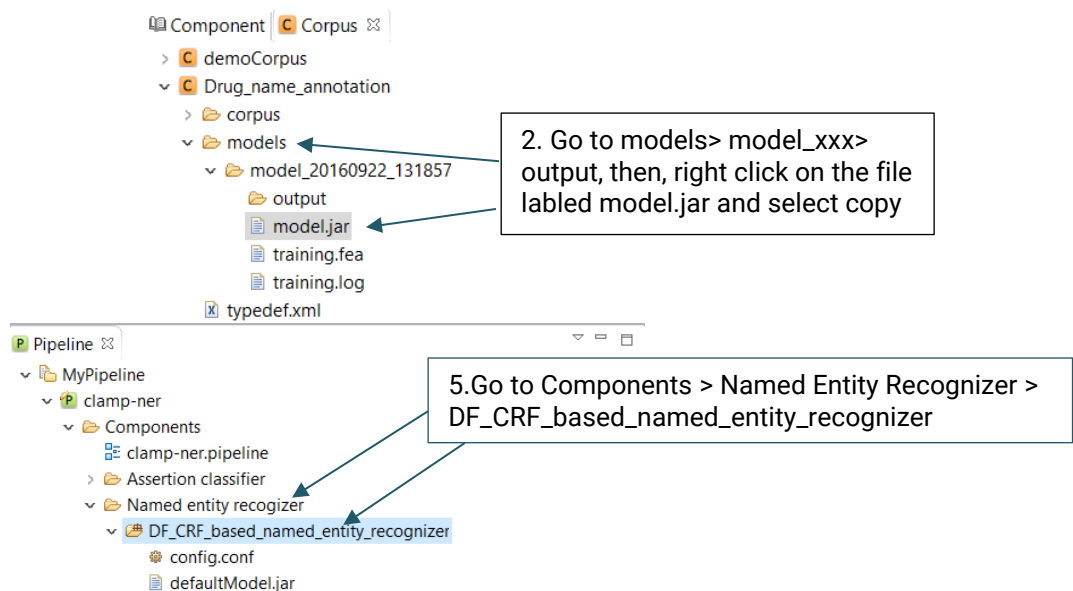 Component C Corpus
C demoCorpus
C Drug_name_annotation
corpus
models
model_20160922_131857
output
model.jar
training.fea
training.log
X typedef.xml
2. Go to models> model_xxx>
output, then, right click on the file
labled model.jar and select copy
P Pipeline
MyPipeline
P clamp-ner
Components
clamp-ner.pipeline
Assertion classifier
Named entity recogizer
DF_CRF_based_named_entity_recognizer
config.conf
defaultModel.jar
5.Go to Components > Named Entity Recognizer >
DF_CRF_based_named_entity_recognizer